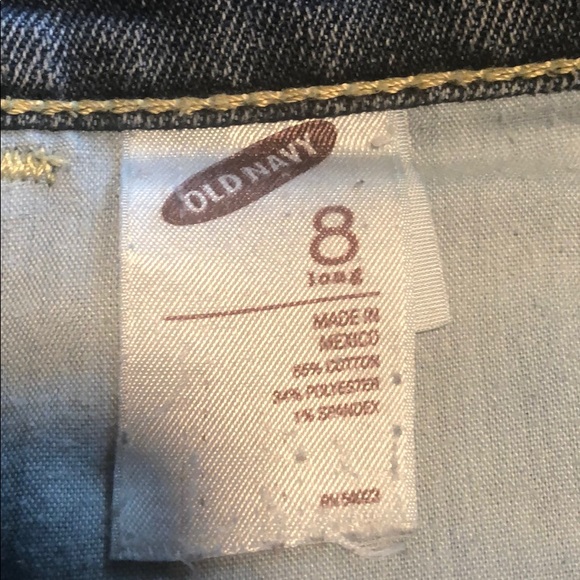 OLD NAVY
8
long
MADE IN
MEXICO
65% COTTON
34% POLYESTER
1% SPANDEX
RN 54023